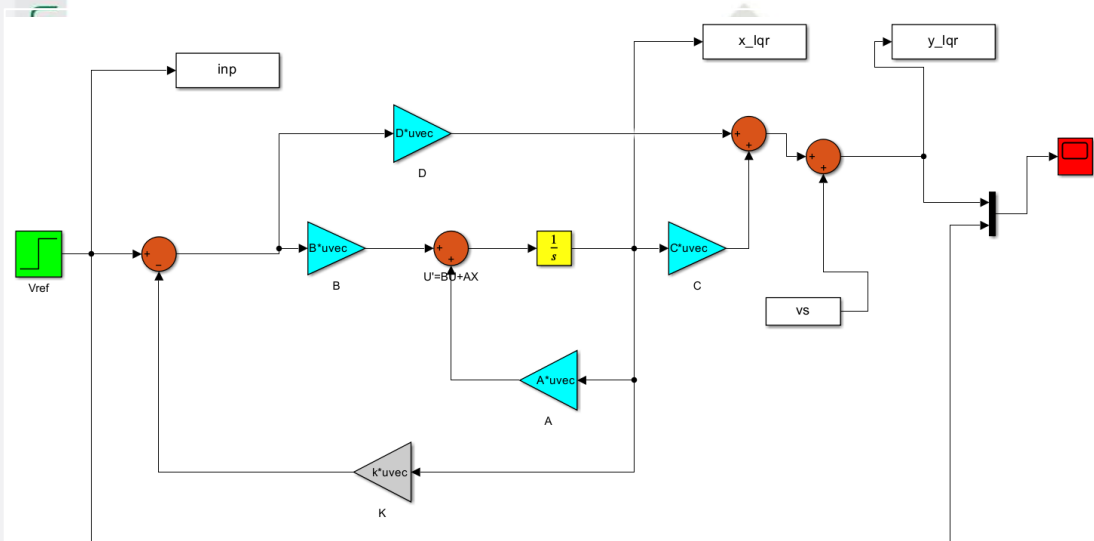 x_lqr
y_lqr
inp
D*uvec
D
Vref
B*uvec
B
U'=BU+AX
1
s
C*uvec
C
vs
A*uvec
A
k*uvec
K